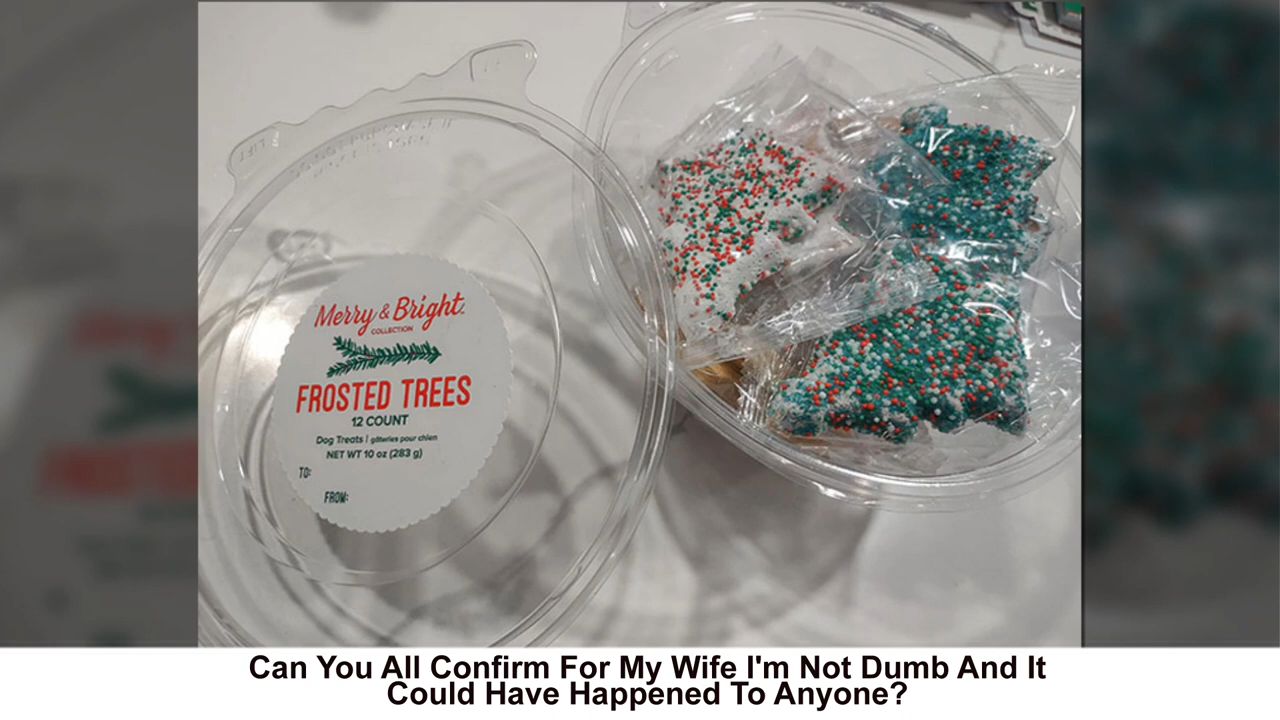 Merry & Bright.
COLLECTION
FROSTED TREES
12 COUNT
Dog Treats | gâteries pour chien
NET WT 10 oz (283 g)
TO:
FROM:
Can You All Confirm For My Wife I'm Not Dumb And It
Could Have Happened To Anyone?